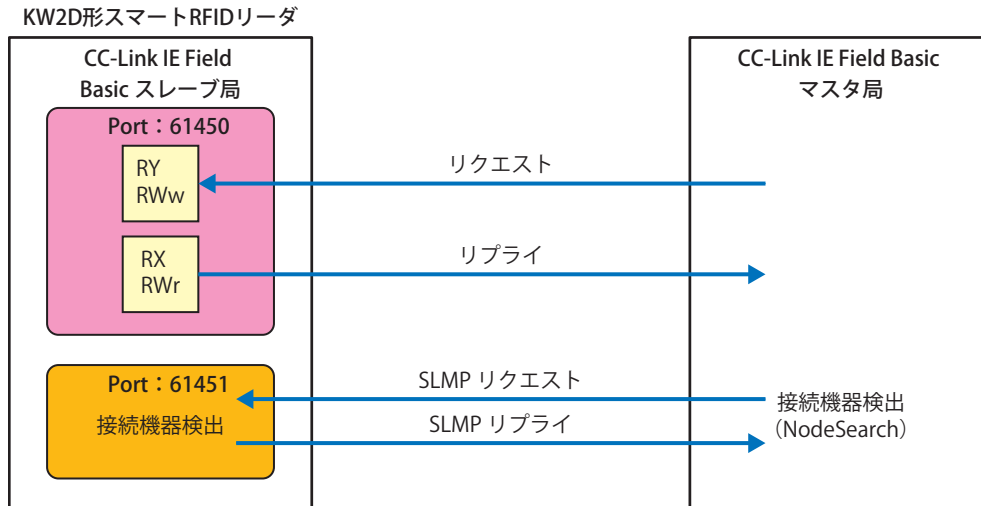 KW2D形スマートRFIDリーダ
CC-Link IE Field
Basic スレーブ局
Port：61450
RY
RWw
RX
RWr
Port：61451
接続機器検出
リクエスト
リプライ
SLMP リクエスト
SLMP リプライ
CC-Link IE Field Basic
マスタ局
接続機器検出
（NodeSearch）